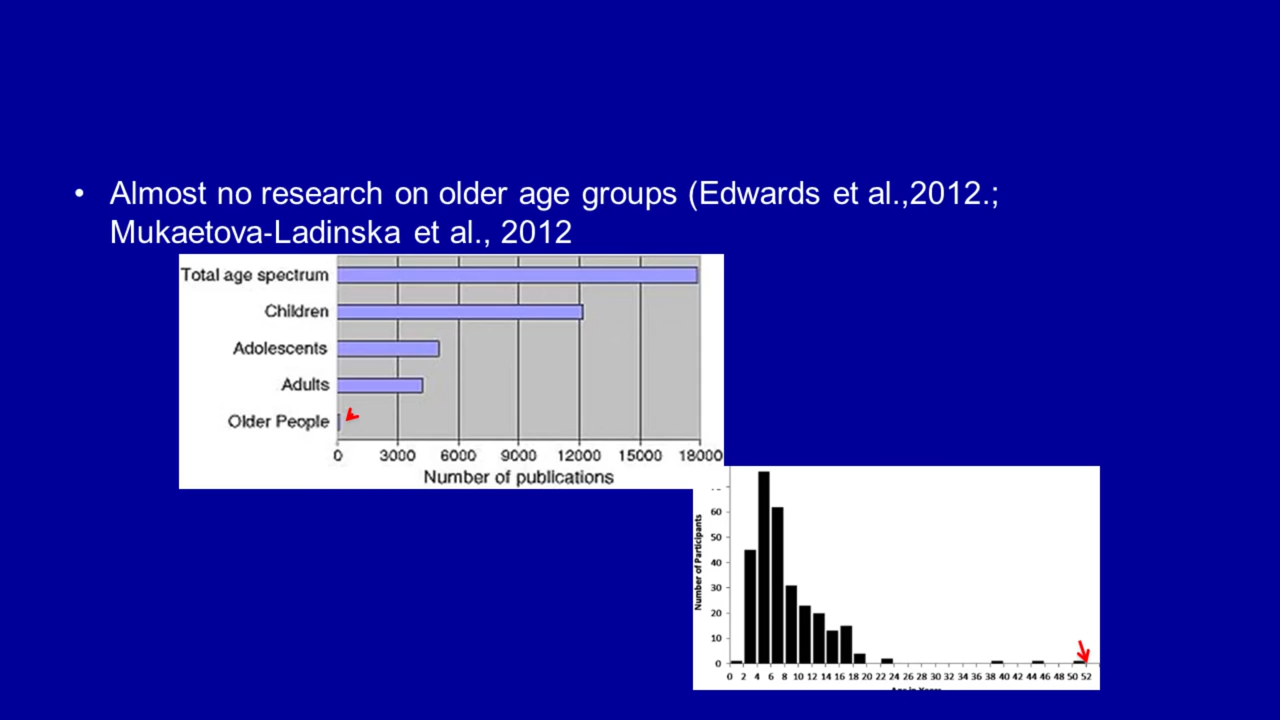 • Almost no research on older age groups (Edwards et al.,2012.;
Mukaetova-Ladinska et al., 2012
Total age spectrum
Children
Adolescents
Adults
Older People
0 3000 6000 9000 12000 15000 18000
Number of publications
Number of Participants
60
50
40
30
20
10
0
0 2 4 6 8 10 12 14 16 18 20 22 24 26 28 30 32 34 36 38 40 42 44 46 48 50 52